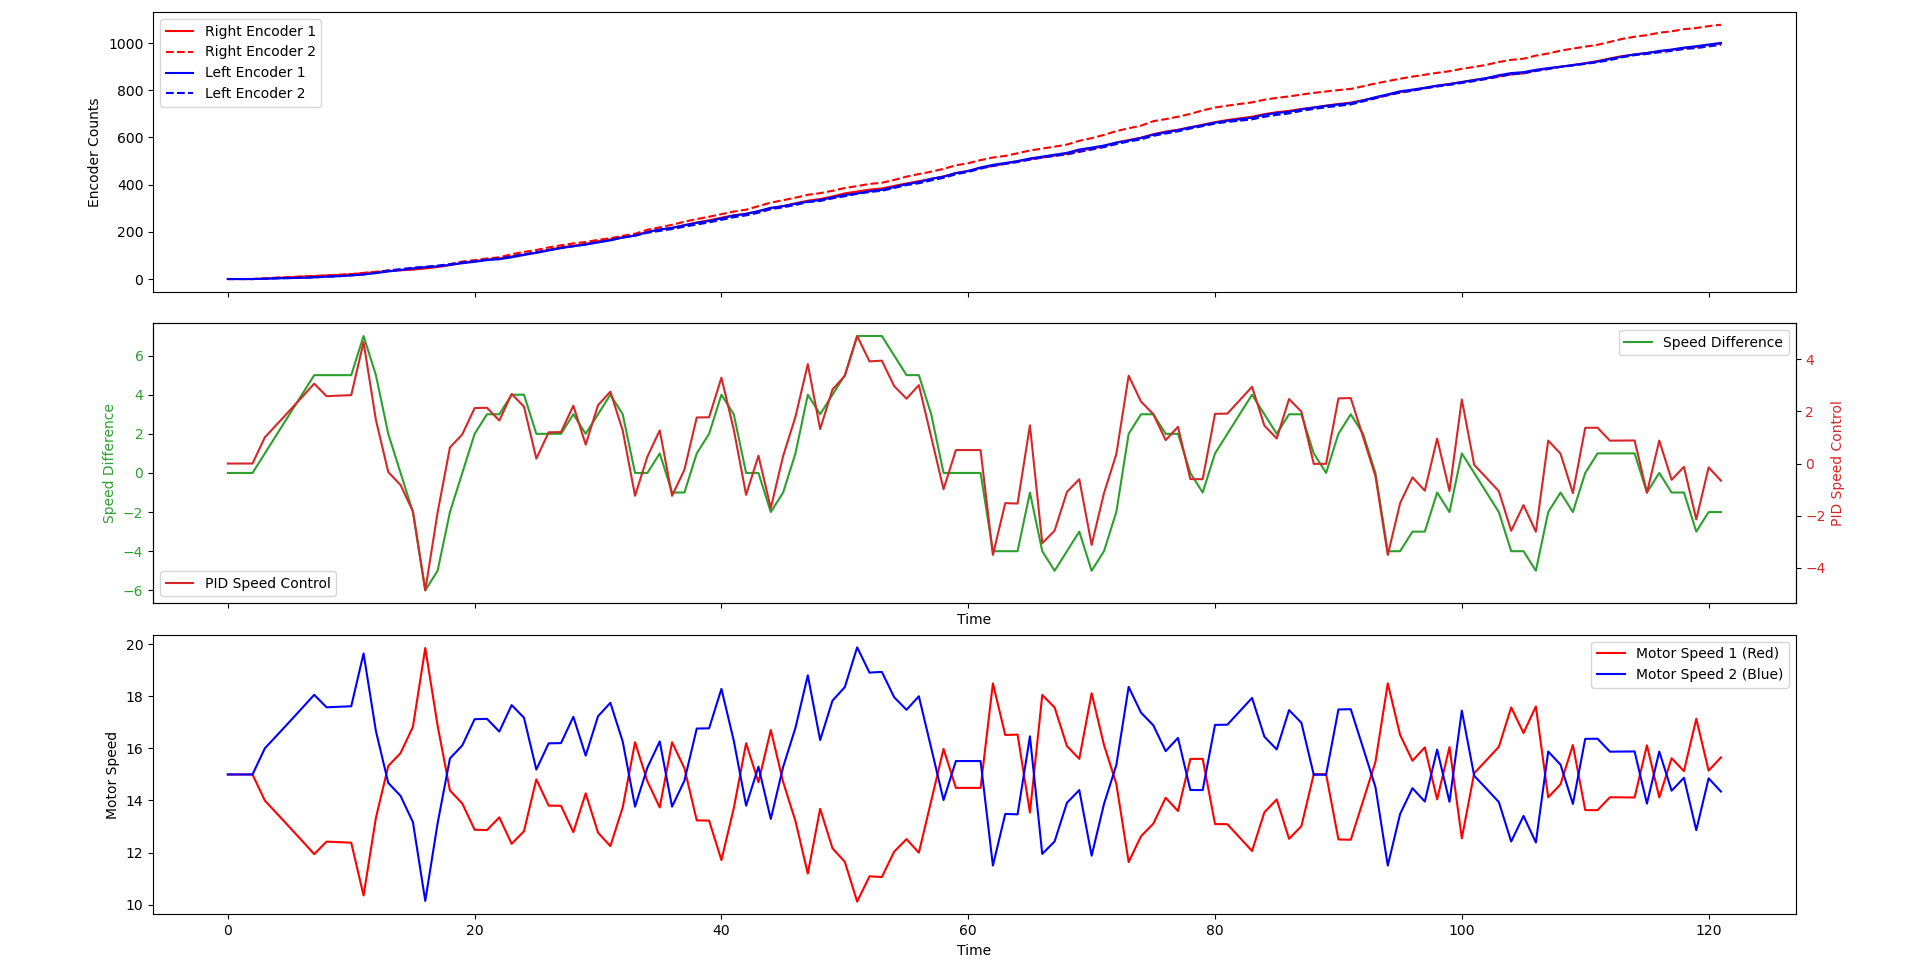 Right Encoder 1
Right Encoder 2
Left Encoder 1
Left Encoder 2
Encoder Counts
1000
800
600
400
200
0
Speed Difference
6
4
2
0
−2
−4
−6
Speed Difference
PID Speed Control
4
2
0
−2
−4
PID Speed Control
Time
Motor Speed 1 (Red)
Motor Speed 2 (Blue)
Motor Speed
20
18
16
14
12
10
0 20 40 60 80 100 120
Time